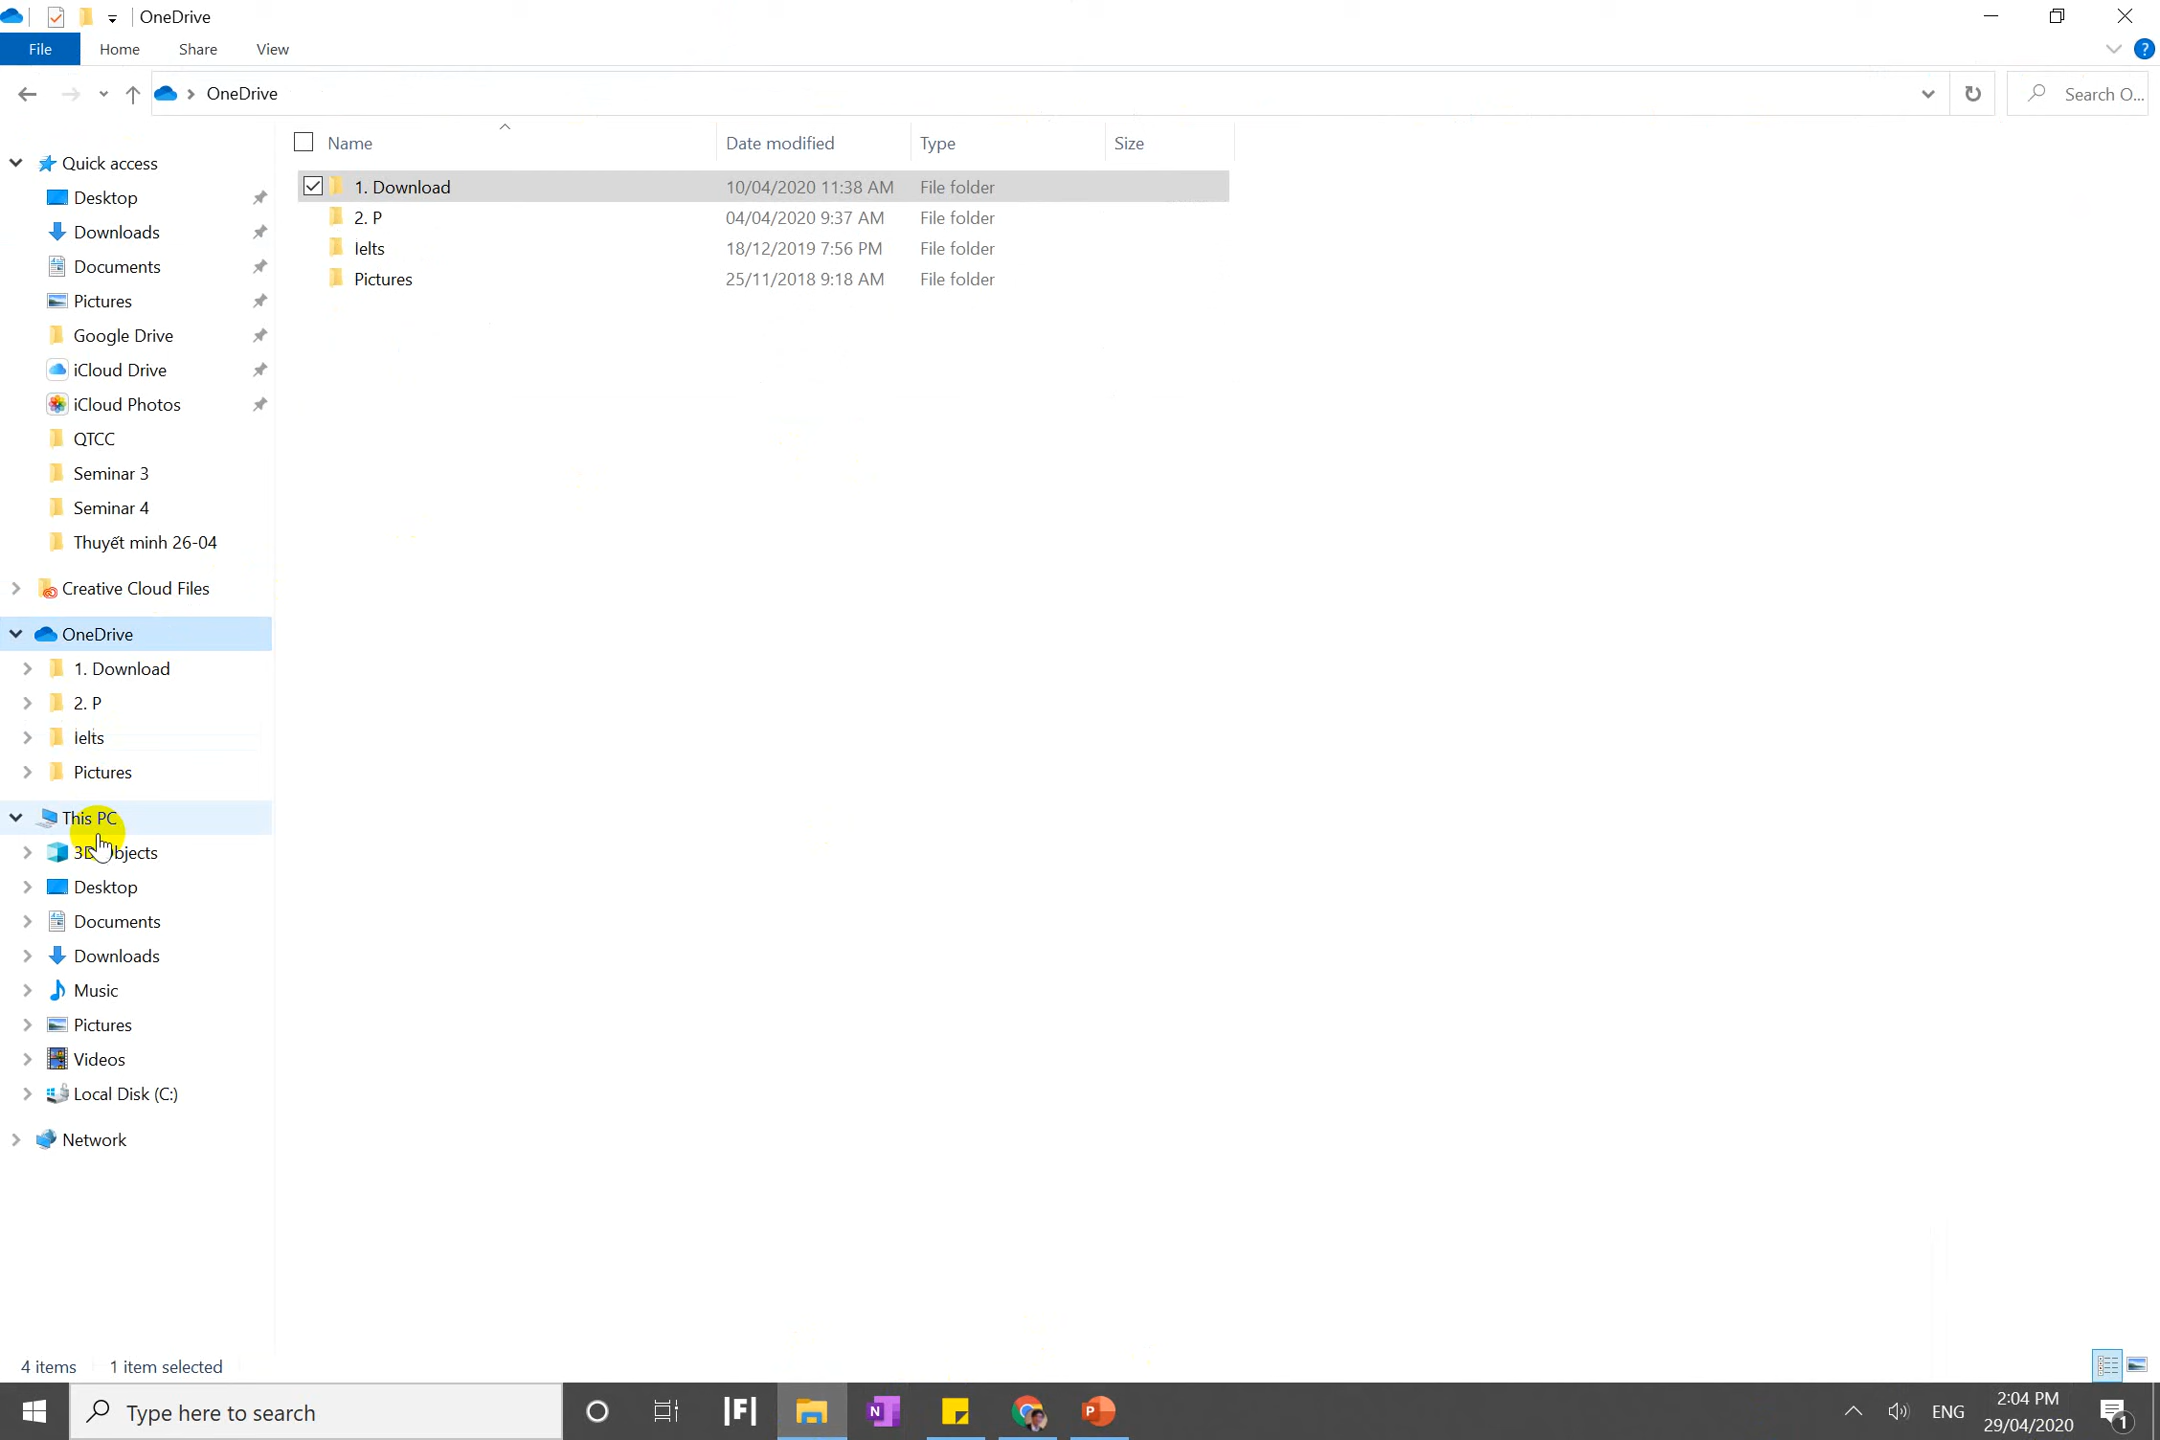 OneDrive
File Home Share View
OneDrive
Search O...
Name Date modified Type Size
1. Download 10/04/2020 11:38 AM File folder
2. P 04/04/2020 9:37 AM File folder
Ielts 18/12/2019 7:56 PM File folder
Pictures 25/11/2018 9:18 AM File folder
Quick access
Desktop
Downloads
Documents
Pictures
Google Drive
iCloud Drive
iCloud Photos
QTCC
Seminar 3
Seminar 4
Thuyết minh 26-04
Creative Cloud Files
OneDrive
1. Download
2. P
Ielts
Pictures
This PC
3D Objects
Desktop
Documents
Downloads
Music
Pictures
Videos
Local Disk (C:)
Network
4 items 1 item selected
Type here to search
ENG
2:04 PM
29/04/2020
1